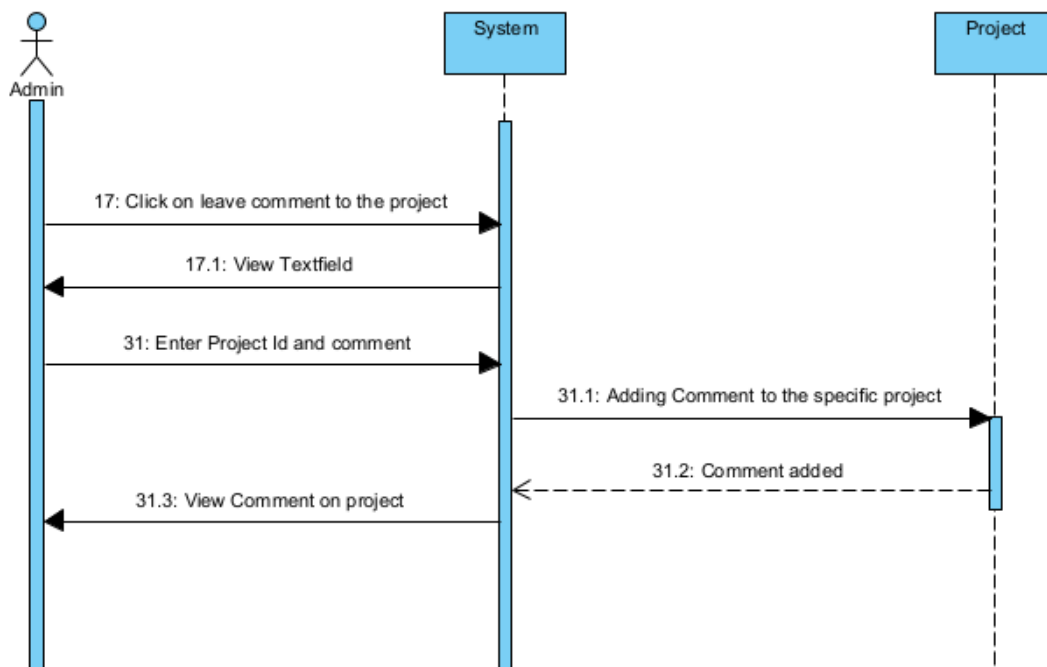 System
Project
Admin
17: Click on leave comment to the project
17.1: View Textfield
31: Enter Project Id and comment
31.1: Adding Comment to the specific project
31.2: Comment added
31.3: View Comment on project